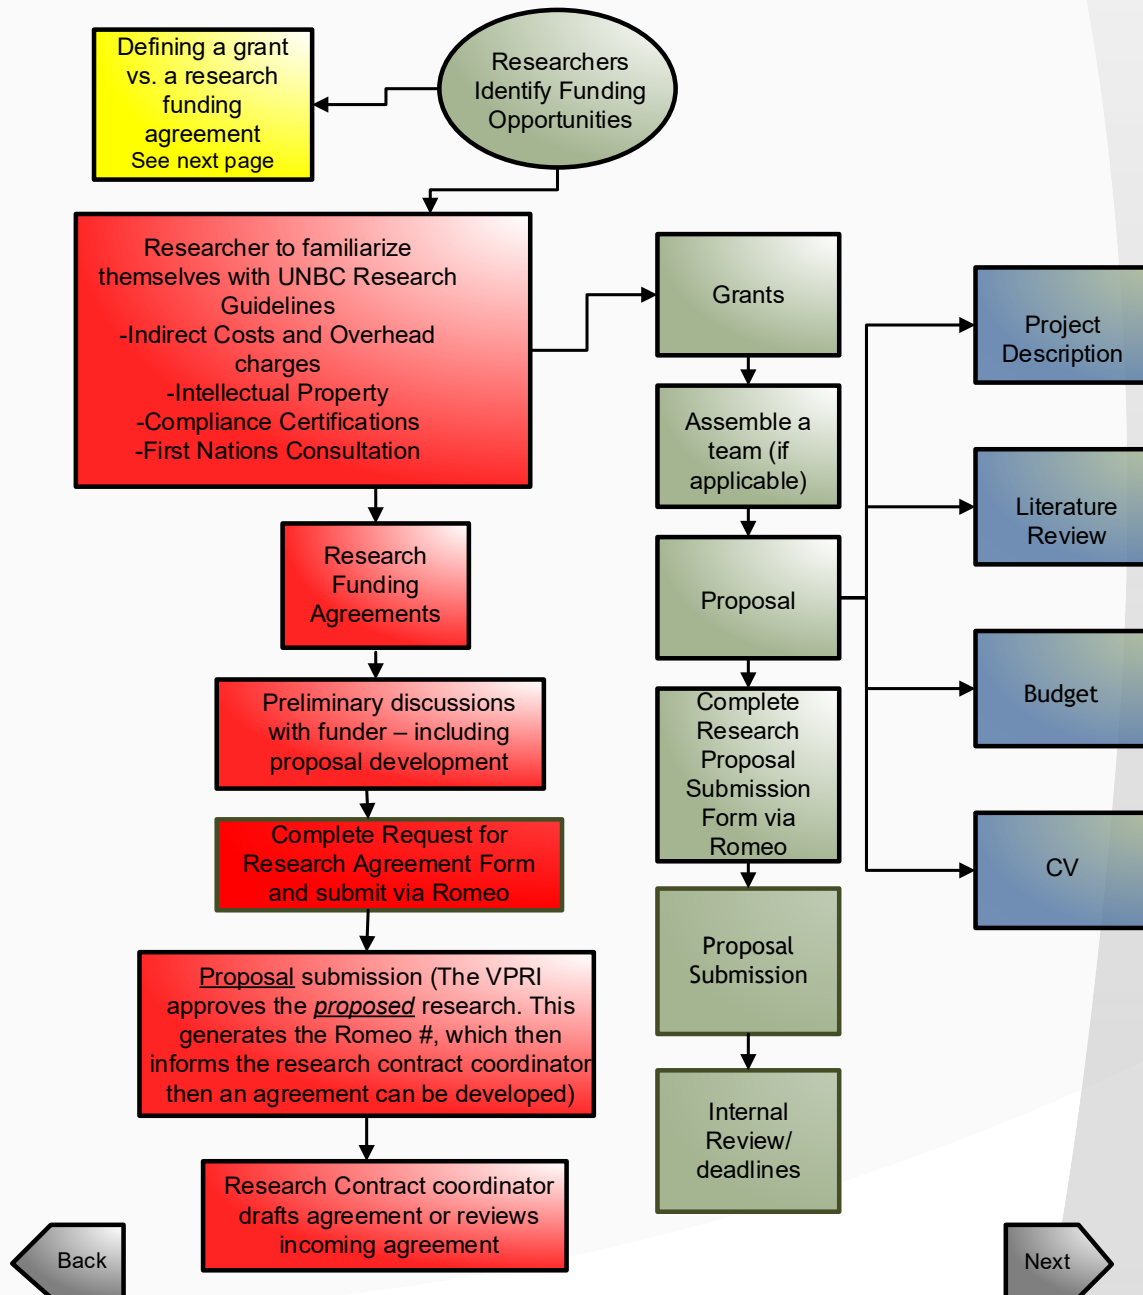 Defining a grant
vs. a research
funding
agreement
See next page
Researchers
Identify Funding
Opportunities
Researcher to familiarize
themselves with UNBC Research
Guidelines
-Indirect Costs and Overhead
charges
-Intellectual Property
-Compliance Certifications
-First Nations Consultation
Research
Funding
Agreements
Preliminary discussions
with funder – including
proposal development
Complete Request for
Research Agreement Form
and submit via Romeo
Proposal submission (The VPRI
approves the proposed research. This
generates the Romeo #, which then
informs the research contract coordinator
then an agreement can be developed)
Research Contract coordinator
drafts agreement or reviews
incoming agreement
Grants
Assemble a
team (if
applicable)
Proposal
Complete
Research
Proposal
Submission
Form via
Romeo
Proposal
Submission
Internal
Review/
deadlines
Project
Description
Literature
Review
Budget
CV
Back
Next